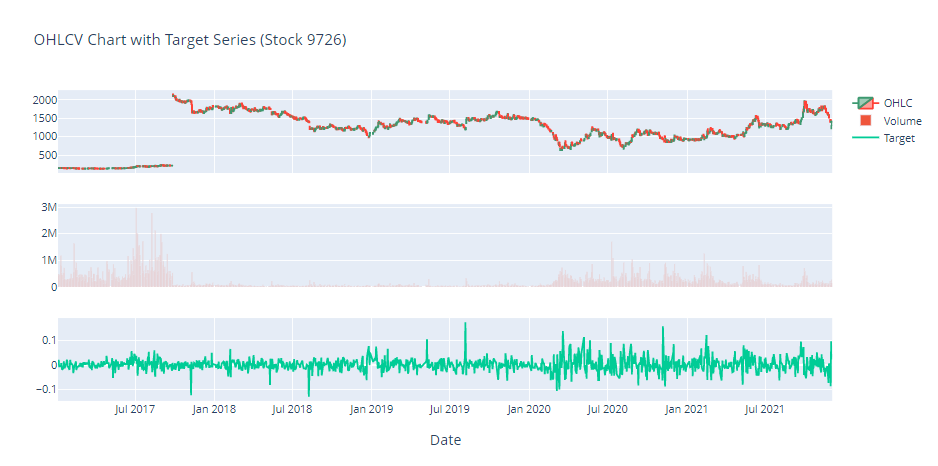 OHLCV Chart with Target Series (Stock 9726)
2000
1500
1000
500
OHLC
Volume
Target
3M
2M
1M
0
0.1
0
−0.1
Jul 2017
Jan 2018
Jul 2018
Jan 2019
Jul 2019
Jan 2020
Jul 2020
Jan 2021
Jul 2021
Date